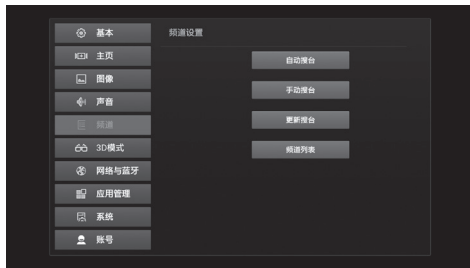 基本
主页
图像
声音
频道
3D模式
网络与蓝牙
应用管理
系统
账号
频道设置
自动搜台
手动搜台
更新搜台
频道列表